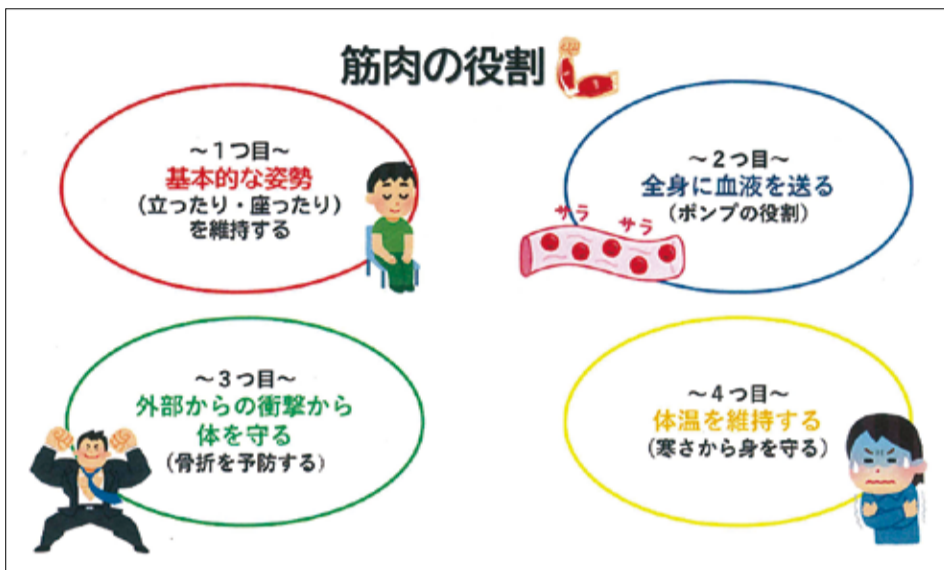 筋肉の役割
～1つ目～
基本的な姿勢
（立ったり・座ったり）
を維持する
～2つ目～
全身に血液を送る
（ポンプの役割）
サラ
サラ
～3つ目～
外部からの衝撃から
体を守る
（骨折を予防する）
～4つ目～
体温を維持する
（寒さから身を守る）